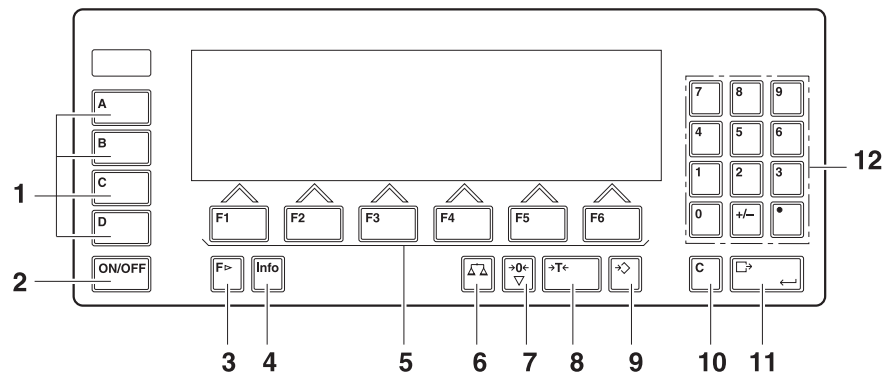 7 8 9
A
B
4 5 6
12
C
1 2 3
1
D
F1 F2 F3 F4 F5 F6
0 +/− •
2
ON/OFF
F▷ Info →0← →T← C
3 4 5 6 7 8 9 10 11